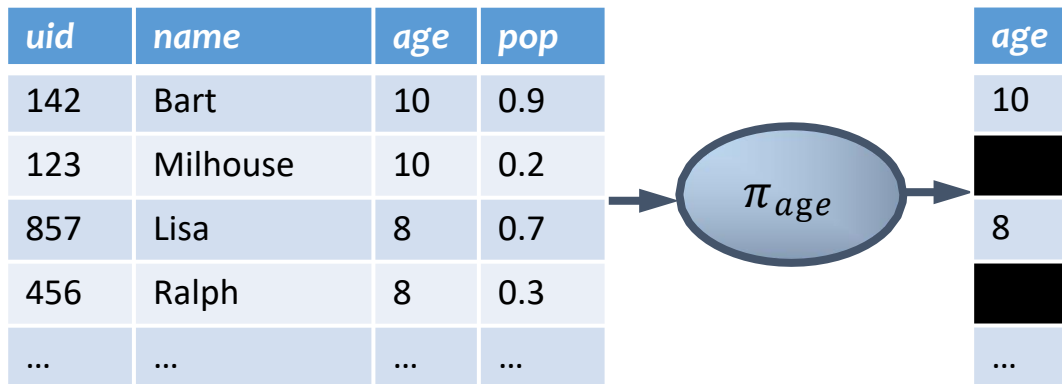 uid name age pop age
142 Bart 10 0.9 10
123 Milhouse 10 0.2
π age
857 Lisa 8 0.7 8
456 Ralph 8 0.3
… … … … …